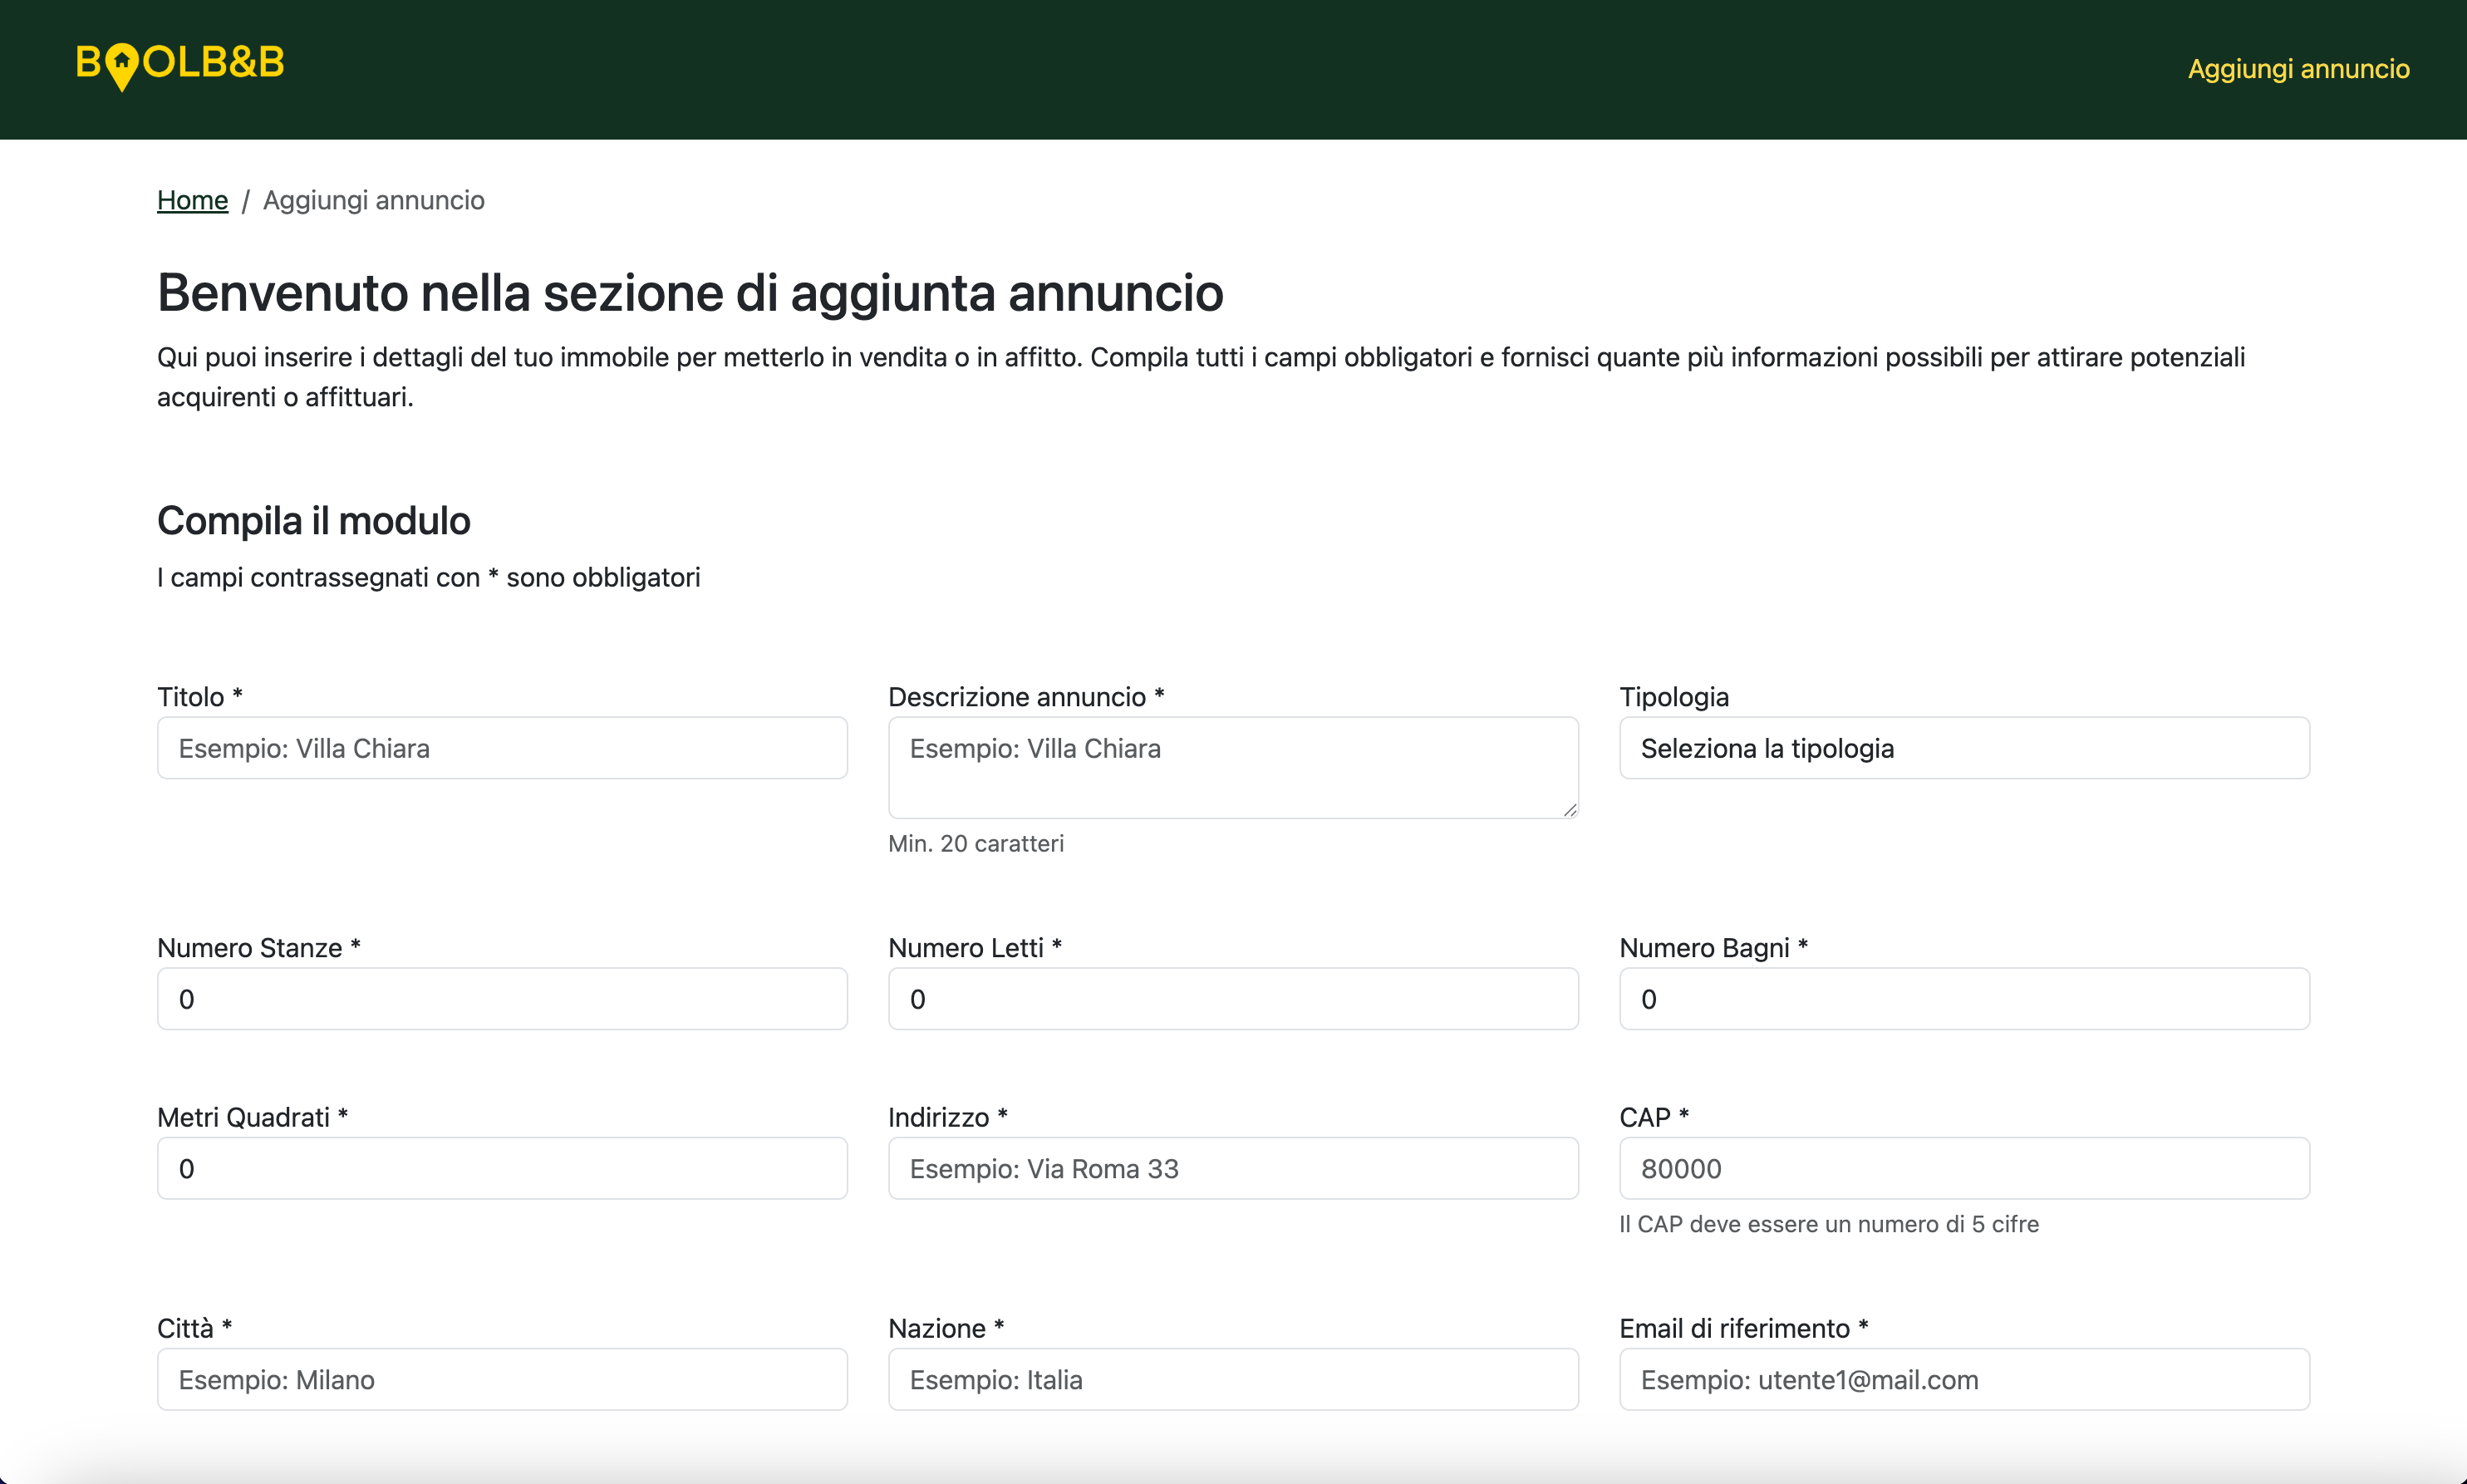 BOOLB&B
Aggiungi annuncio
Home / Aggiungi annuncio
Benvenuto nella sezione di aggiunta annuncio
Qui puoi inserire i dettagli del tuo immobile per metterlo in vendita o in affitto. Compila tutti i campi obbligatori e fornisci quante più informazioni possibili per attirare potenziali
acquirenti o affittuari.
Compila il modulo
I campi contrassegnati con * sono obbligatori
Titolo *
Esempio: Villa Chiara
Descrizione annuncio *
Esempio: Villa Chiara
Min. 20 caratteri
Tipologia
Seleziona la tipologia
Numero Stanze *
0
Numero Letti *
0
Numero Bagni *
0
Metri Quadrati *
0
Indirizzo *
Esempio: Via Roma 33
CAP *
80000
Il CAP deve essere un numero di 5 cifre
Città *
Esempio: Milano
Nazione *
Esempio: Italia
Email di riferimento *
Esempio: utente1@mail.com